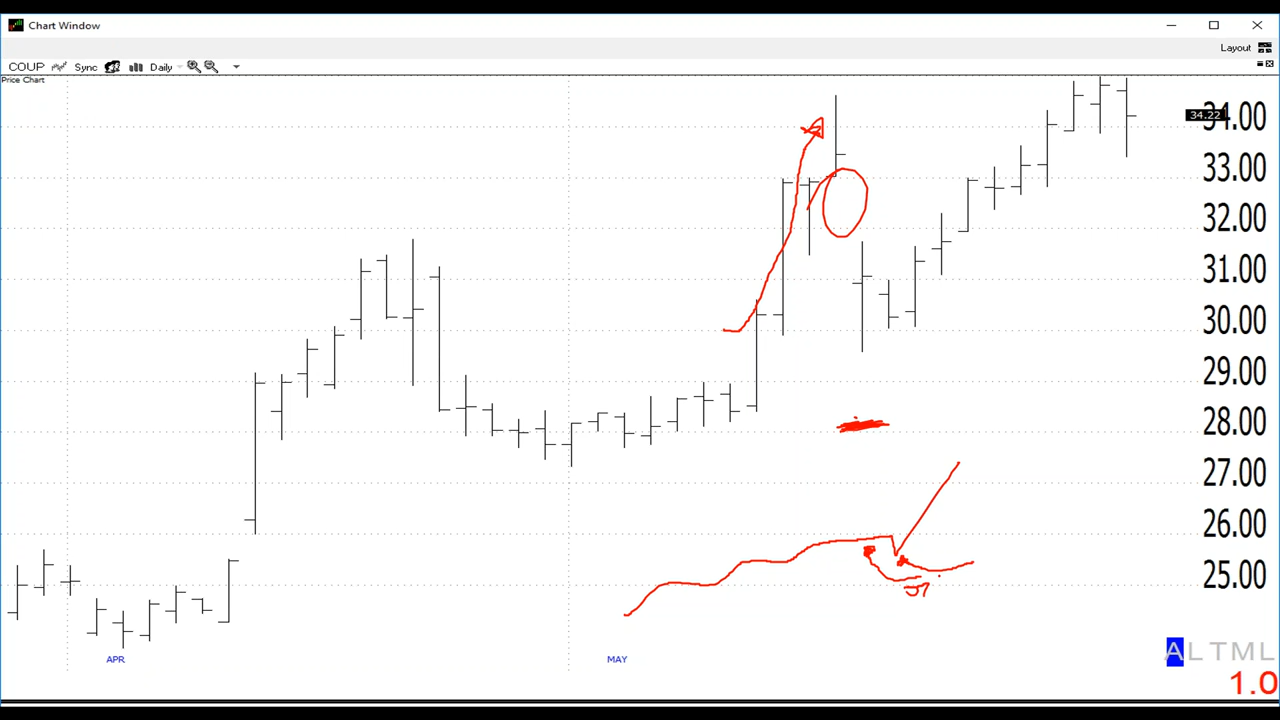 Chart Window
Layout
COUP Sync Daily
Price Chart
34.22
34.00
33.00
32.00
31.00
30.00
29.00
28.00
27.00
26.00
25.00
APR MAY
ALTML
1.0